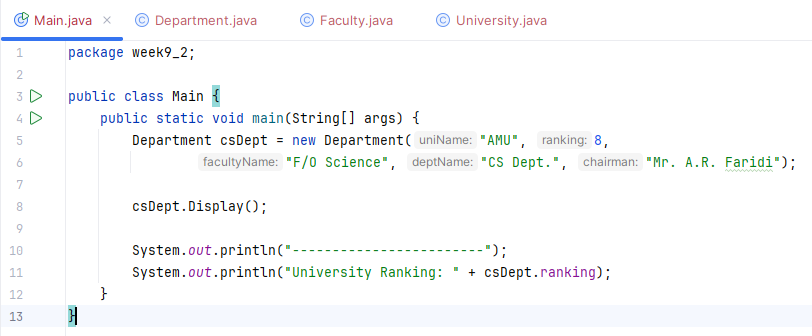 Main.java × Department.java Faculty.java University.java
1 package week9_2;
2
3 public class Main {
4 public static void main(String[] args) {
5 Department csDept = new Department( uniName: "AMU", ranking: 8,
6 facultyName: "F/O Science", deptName: "CS Dept.", chairman: "Mr. A.R. Faridi");
7
8 csDept.Display();
9
10 System.out.println("------------------------");
11 System.out.println("University Ranking: " + csDept.ranking);
12 }
13 }